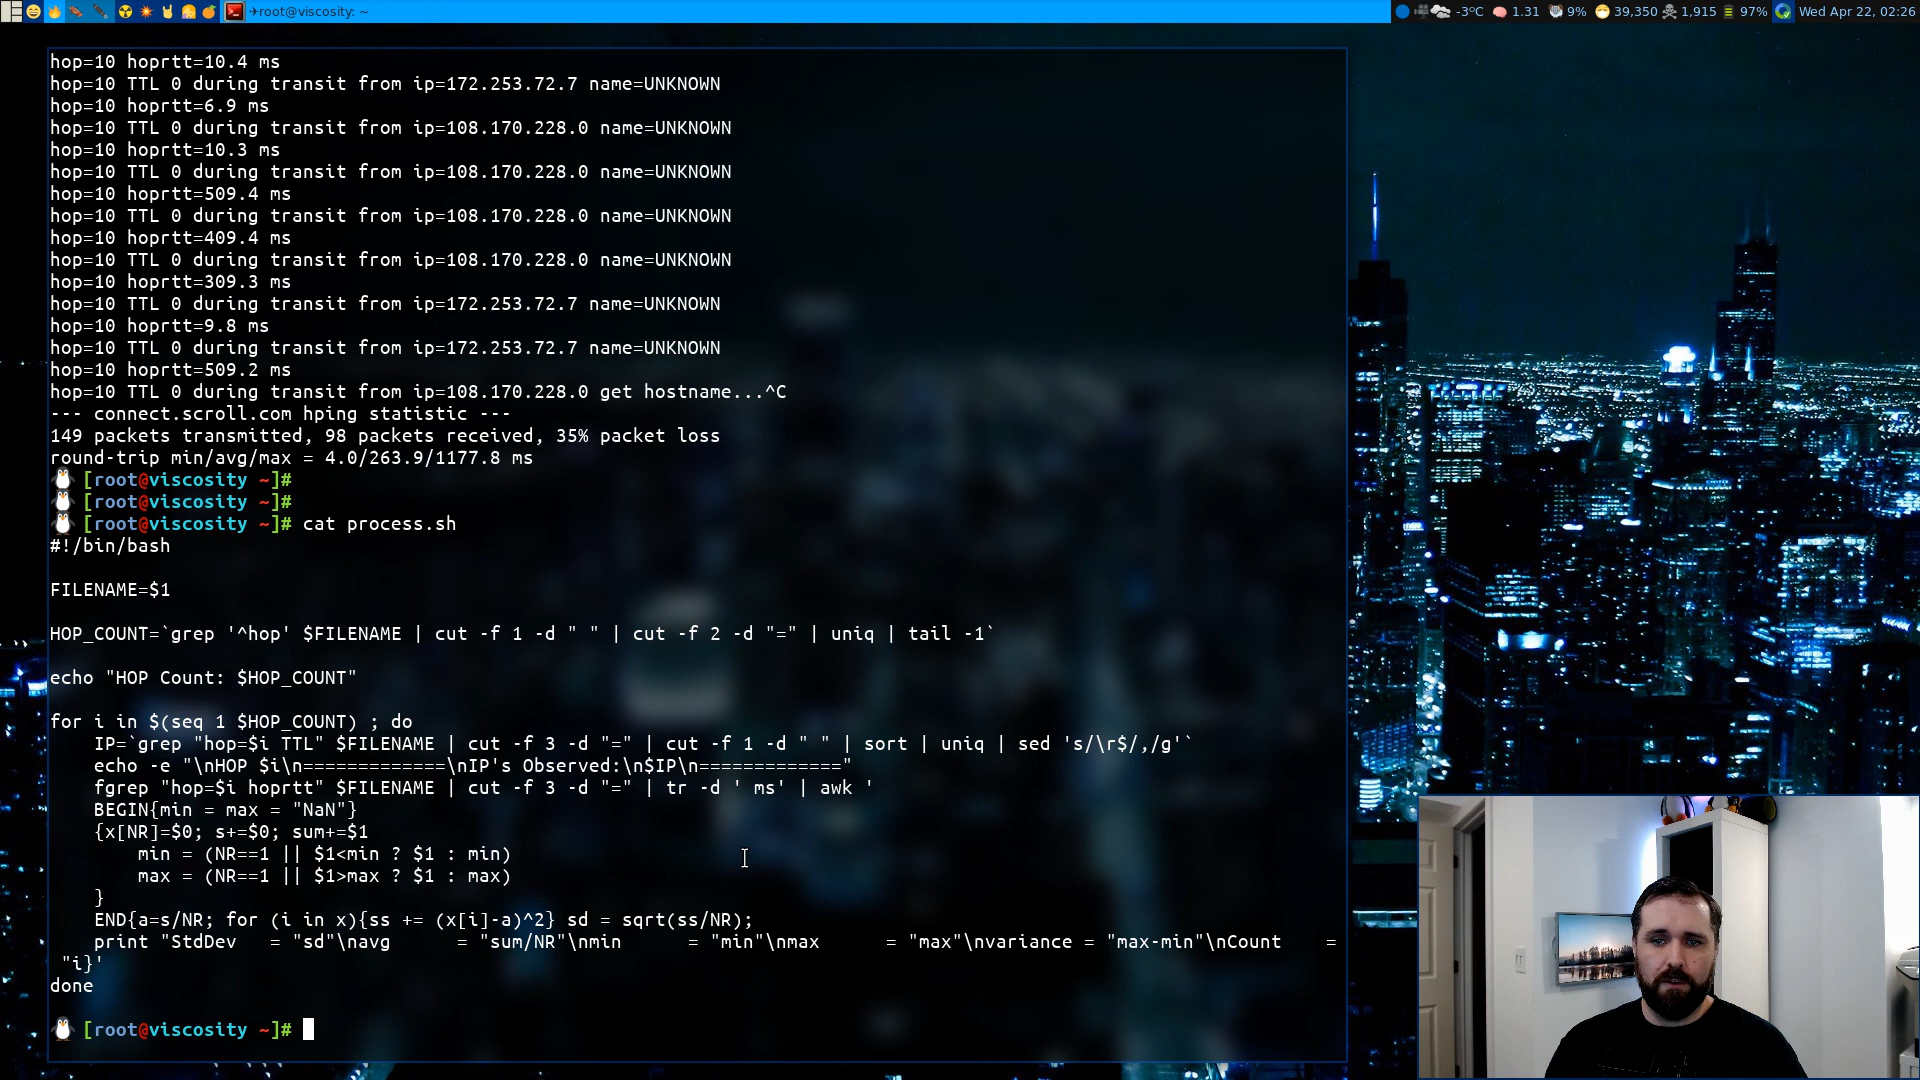 root@viscosity: ~
-3°C 1.31 9% 39,350 1,915 97% Wed Apr 22, 02:26
hop=10 hoprtt=10.4 ms
hop=10 TTL 0 during transit from ip=172.253.72.7 name=UNKNOWN
hop=10 hoprtt=6.9 ms
hop=10 TTL 0 during transit from ip=108.170.228.0 name=UNKNOWN
hop=10 hoprtt=10.3 ms
hop=10 TTL 0 during transit from ip=108.170.228.0 name=UNKNOWN
hop=10 hoprtt=509.4 ms
hop=10 TTL 0 during transit from ip=108.170.228.0 name=UNKNOWN
hop=10 hoprtt=409.4 ms
hop=10 TTL 0 during transit from ip=108.170.228.0 name=UNKNOWN
hop=10 hoprtt=309.3 ms
hop=10 TTL 0 during transit from ip=172.253.72.7 name=UNKNOWN
hop=10 hoprtt=9.8 ms
hop=10 TTL 0 during transit from ip=172.253.72.7 name=UNKNOWN
hop=10 hoprtt=509.2 ms
hop=10 TTL 0 during transit from ip=108.170.228.0 get hostname...^C
--- connect.scroll.com hping statistic ---
149 packets transmitted, 98 packets received, 35% packet loss
round-trip min/avg/max = 4.0/263.9/1177.8 ms
[root@viscosity ~]#
[root@viscosity ~]#
[root@viscosity ~]# cat process.sh
#!/bin/bash
FILENAME=$1
HOP_COUNT=`grep '^hop' $FILENAME | cut -f 1 -d " " | cut -f 2 -d "=" | uniq | tail -1`
echo "HOP Count: $HOP_COUNT"
for i in $(seq 1 $HOP_COUNT) ; do
    IP=`grep "hop=$i TTL" $FILENAME | cut -f 3 -d "=" | cut -f 1 -d " " | sort | uniq | sed 's/\r$/,/g'`
    echo -e "\nHOP $i\n=============\nIP's Observed:\n$IP\n============="
    fgrep "hop=$i hoprtt" $FILENAME | cut -f 3 -d "=" | tr -d ' ms' | awk '
    BEGIN{min = max = "NaN"}
    {x[NR]=$0; s+=$0; sum+=$1
        min = (NR==1 || $1<min ? $1 : min)
        max = (NR==1 || $1>max ? $1 : max)
    }
    END{a=s/NR; for (i in x){ss += (x[i]-a)^2} sd = sqrt(ss/NR);
    print "StdDev   = "sd"\navg      = "sum/NR"\nmin      = "min"\nmax      = "max"\nvariance = "max-min"\nCount    =
 "i}'
done
[root@viscosity ~]#